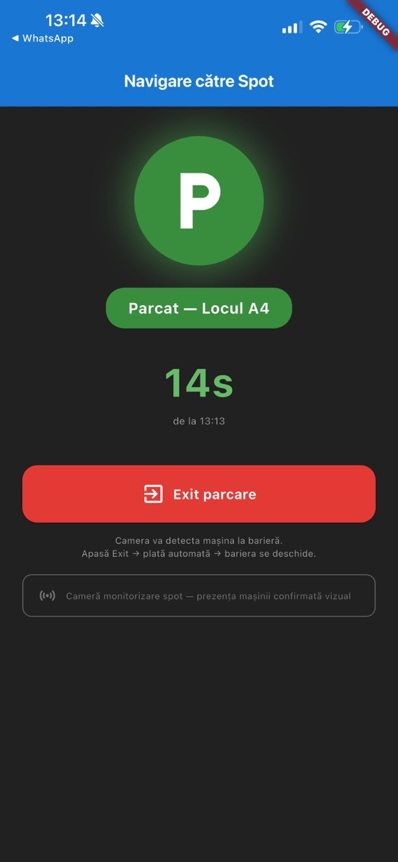 13:14
DEBUG
◀ WhatsApp
Navigare către Spot
P
Parcat — Locul A4
14s
de la 13:13
Exit parcare
Camera va detecta mașina la barieră.
Apasă Exit → plată automată → bariera se deschide.
Cameră monitorizare spot — prezența mașinii confirmată vizual